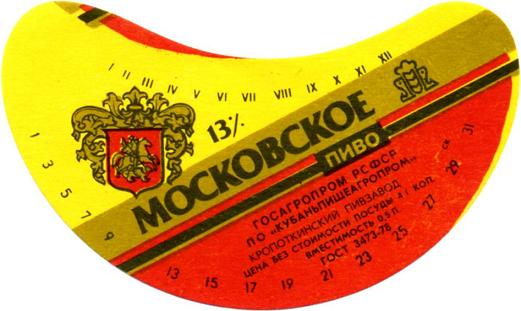 I II III IV V VI VII VIII IX X XI XII
13%
МОСКОВСКОЕ
ПИВО
ГОСАГРОПРОМ РСФСР
ПО "КУБАНЬПИЩЕАГРОПРОМ"
КРОПОТКИНСКИЙ ПИВЗАВОД
ЦЕНА БЕЗ СТОИМОСТИ ПОСУДЫ 41 КОП.
ВМЕСТИМОСТЬ 0,5 Л
ГОСТ 3473-78
1 3 5 7 9 13 15 17 19 21 23 25 27 29 31